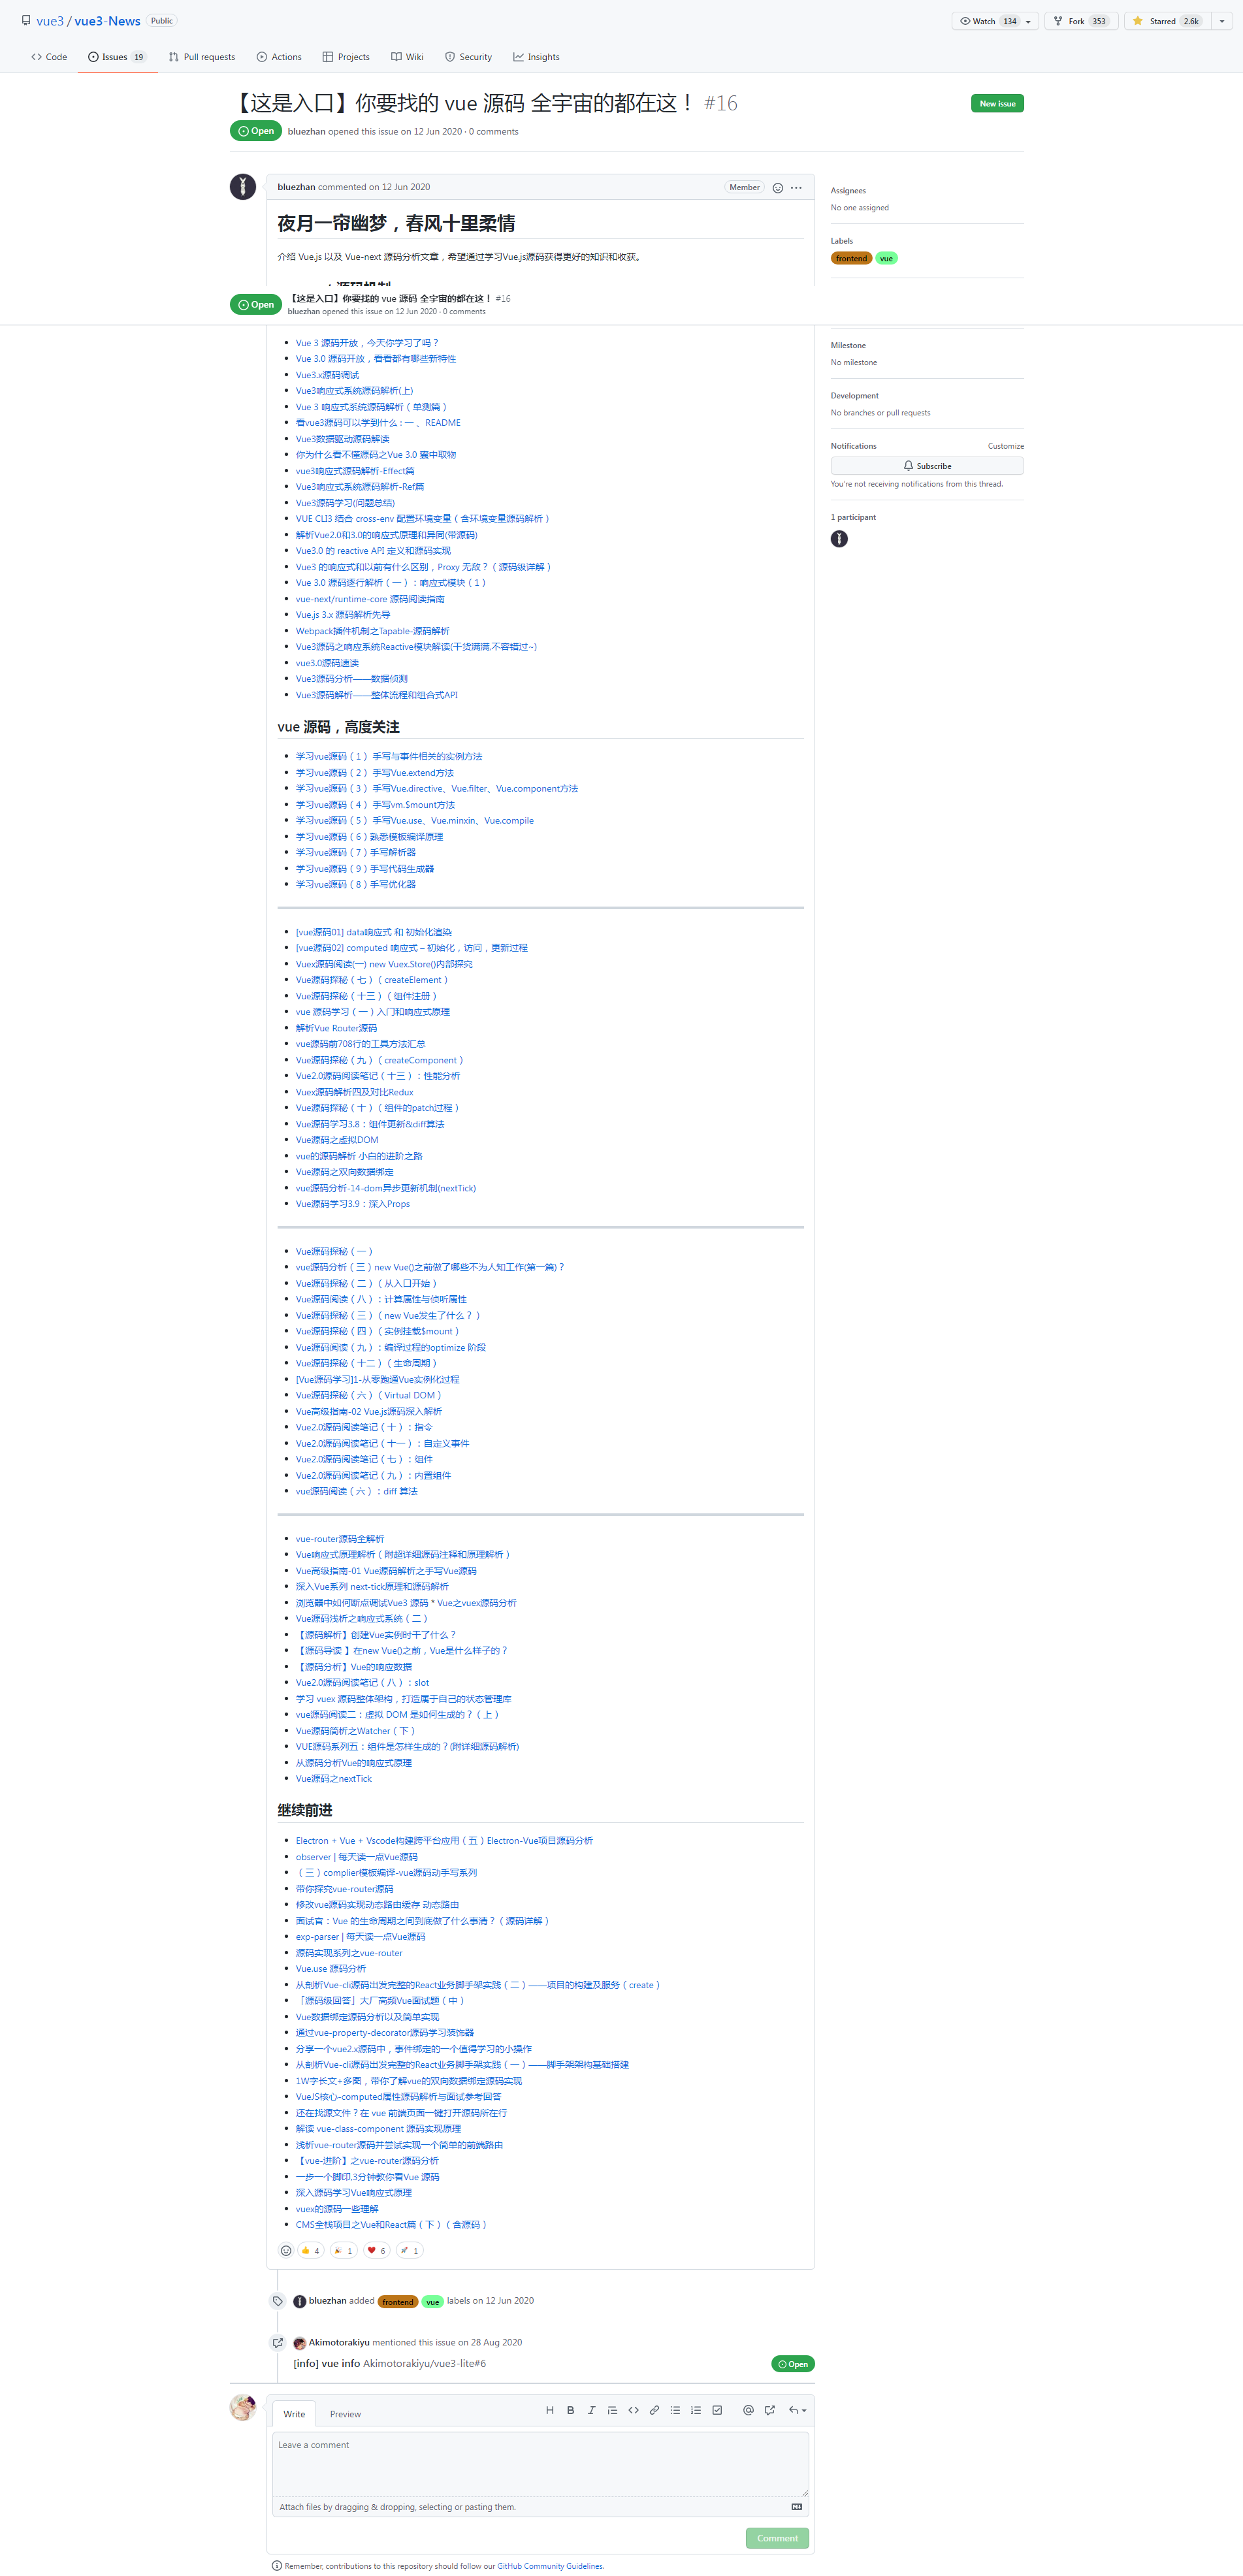 vue3 / vue3-News Public
Watch 134 Fork 353 Starred 2.6k
Code Issues 19 Pull requests Actions Projects Wiki Security Insights
【这是入口】你要找的 vue 源码 全宇宙的都在这！ #16
New issue
Open bluezhan opened this issue on 12 Jun 2020 · 0 comments
bluezhan commented on 12 Jun 2020
Member
夜月一帘幽梦，春风十里柔情
介绍 Vue.js 以及 Vue-next 源码分析文章，希望通过学习Vue.js源码获得更好的知识和收获。
Open 【这是入口】你要找的 vue 源码 全宇宙的都在这！ #16
bluezhan opened this issue on 12 Jun 2020 · 0 comments
Vue 3 源码开放，今天你学习了吗？
Vue 3.0 源码开放，看看都有哪些新特性
Vue3.x源码调试
Vue3响应式系统源码解析(上)
Vue 3 响应式系统源码解析（单测篇）
看vue3源码可以学到什么：一 、README
Vue3数据驱动源码解读
你为什么看不懂源码之Vue 3.0 囊中取物
vue3响应式源码解析-Effect篇
Vue3响应式系统源码解析-Ref篇
Vue3源码学习(问题总结)
VUE CLI3 结合 cross-env 配置环境变量（含环境变量源码解析）
解析Vue2.0和3.0的响应式原理和异同(带源码)
Vue3.0 的 reactive API 定义和源码实现
Vue3 的响应式和以前有什么区别，Proxy 无敌？（源码级详解）
Vue 3.0 源码逐行解析（一）：响应式模块（1）
vue-next/runtime-core 源码阅读指南
Vue.js 3.x 源码解析先导
Webpack插件机制之Tapable-源码解析
Vue3源码之响应系统Reactive模块解读(干货满满,不容错过~)
vue3.0源码速读
Vue3源码分析——数据侦测
Vue3源码解析——整体流程和组合式API
vue 源码，高度关注
学习vue源码（1） 手写与事件相关的实例方法
学习vue源码（2） 手写Vue.extend方法
学习vue源码（3） 手写Vue.directive、Vue.filter、Vue.component方法
学习vue源码（4） 手写vm.$mount方法
学习vue源码（5） 手写Vue.use、Vue.minxin、Vue.compile
学习vue源码（6）熟悉模板编译原理
学习vue源码（7）手写解析器
学习vue源码（9）手写代码生成器
学习vue源码（8）手写优化器
[vue源码01] data响应式 和 初始化渲染
[vue源码02] computed 响应式 – 初始化，访问，更新过程
Vuex源码阅读(一) new Vuex.Store()内部探究
Vue源码探秘（七）（createElement）
Vue源码探秘（十三）（组件注册）
vue 源码学习（一）入门和响应式原理
解析Vue Router源码
vue源码前708行的工具方法汇总
Vue源码探秘（九）（createComponent）
Vue2.0源码阅读笔记（十三）：性能分析
Vuex源码解析四及对比Redux
Vue源码探秘（十）（组件的patch过程）
Vue源码学习3.8：组件更新&diff算法
Vue源码之虚拟DOM
vue的源码解析 小白的进阶之路
Vue源码之双向数据绑定
vue源码分析-14-dom异步更新机制(nextTick)
Vue源码学习3.9：深入Props
Vue源码探秘（一）
vue源码分析（三）new Vue()之前做了哪些不为人知工作(第一篇)？
Vue源码探秘（二）（从入口开始）
Vue源码阅读（八）：计算属性与侦听属性
Vue源码探秘（三）（new Vue发生了什么？）
Vue源码探秘（四）（实例挂载$mount）
Vue源码阅读（九）：编译过程的optimize 阶段
Vue源码探秘（十二）（生命周期）
[Vue源码学习]1-从零跑通Vue实例化过程
Vue源码探秘（六）（Virtual DOM）
Vue高级指南-02 Vue.js源码深入解析
Vue2.0源码阅读笔记（十）：指令
Vue2.0源码阅读笔记（十一）：自定义事件
Vue2.0源码阅读笔记（七）：组件
Vue2.0源码阅读笔记（九）：内置组件
vue源码阅读（六）：diff 算法
vue-router源码全解析
Vue响应式原理解析（附超详细源码注释和原理解析）
Vue高级指南-01 Vue源码解析之手写Vue源码
深入Vue系列 next-tick原理和源码解析
浏览器中如何断点调试Vue3 源码 * Vue之vuex源码分析
Vue源码浅析之响应式系统（二）
【源码解析】创建Vue实例时干了什么？
【源码导读 】在new Vue()之前，Vue是什么样子的？
【源码分析】Vue的响应数据
Vue2.0源码阅读笔记（八）：slot
学习 vuex 源码整体架构，打造属于自己的状态管理库
vue源码阅读二：虚拟 DOM 是如何生成的？（上）
Vue源码简析之Watcher（下）
VUE源码系列五：组件是怎样生成的？(附详细源码解析)
从源码分析Vue的响应式原理
Vue源码之nextTick
继续前进
Electron + Vue + Vscode构建跨平台应用（五）Electron-Vue项目源码分析
observer | 每天读一点Vue源码
（三）complier模板编译-vue源码动手写系列
带你探究vue-router源码
修改vue源码实现动态路由缓存 动态路由
面试官：Vue 的生命周期之间到底做了什么事清？（源码详解）
exp-parser | 每天读一点Vue源码
源码实现系列之vue-router
Vue.use 源码分析
从剖析Vue-cli源码出发完整的React业务脚手架实践（二）——项目的构建及服务（create）
「源码级回答」大厂高频Vue面试题（中）
Vue数据绑定源码分析以及简单实现
通过vue-property-decorator源码学习装饰器
分享一个vue2.x源码中，事件绑定的一个值得学习的小操作
从剖析Vue-cli源码出发完整的React业务脚手架实践（一）——脚手架架构基础搭建
1W字长文+多图，带你了解vue的双向数据绑定源码实现
VueJS核心-computed属性源码解析与面试参考回答
还在找源文件？在 vue 前端页面一键打开源码所在行
解读 vue-class-component 源码实现原理
浅析vue-router源码并尝试实现一个简单的前端路由
【vue-进阶】之vue-router源码分析
一步一个脚印,3分钟教你看Vue 源码
深入源码学习Vue响应式原理
vuex的源码一些理解
CMS全栈项目之Vue和React篇（下）（含源码）
4 1 6 1
Assignees
No one assigned
Labels
frontend vue
Milestone
No milestone
Development
No branches or pull requests
Notifications Customize
Subscribe
You're not receiving notifications from this thread.
1 participant
bluezhan added frontend vue labels on 12 Jun 2020
Akimotorakiyu mentioned this issue on 28 Aug 2020
[info] vue info Akimotorakiyu/vue3-lite#6
Open
Write Preview
Leave a comment
Attach files by dragging & dropping, selecting or pasting them.
Comment
Remember, contributions to this repository should follow our GitHub Community Guidelines.